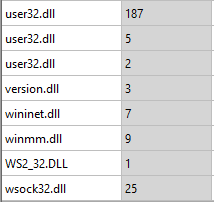 user32.dll 187
user32.dll 5
user32.dll 2
version.dll 3
wininet.dll 7
winmm.dll 9
WS2_32.DLL 1
wsock32.dll 25